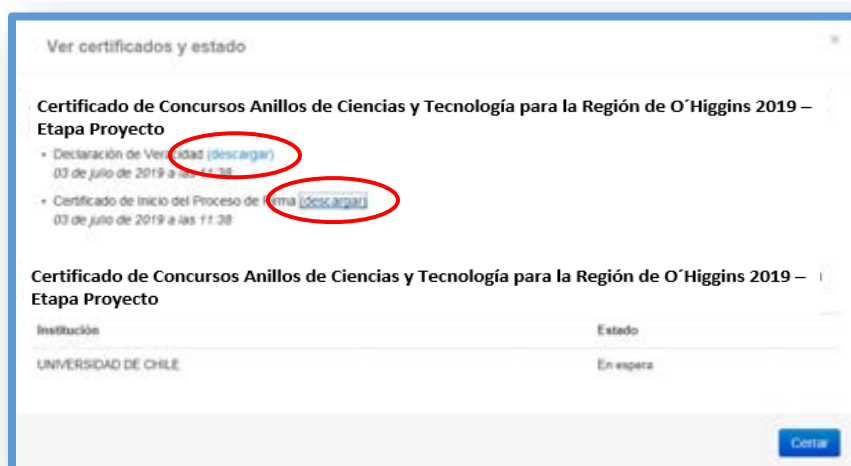 Ver certificados y estado
×
Certificado de Concursos Anillos de Ciencias y Tecnología para la Región de O´Higgins 2019 –
Etapa Proyecto
• Declaración de Veracidad (descargar)
03 de julio de 2019 a las 11:38
• Certificado de Inicio del Proceso de Firma (descargar)
03 de julio de 2019 a las 11:38
Certificado de Concursos Anillos de Ciencias y Tecnología para la Región de O´Higgins 2019 –
Etapa Proyecto
Institución Estado
UNIVERSIDAD DE CHILE En espera
Cerrar